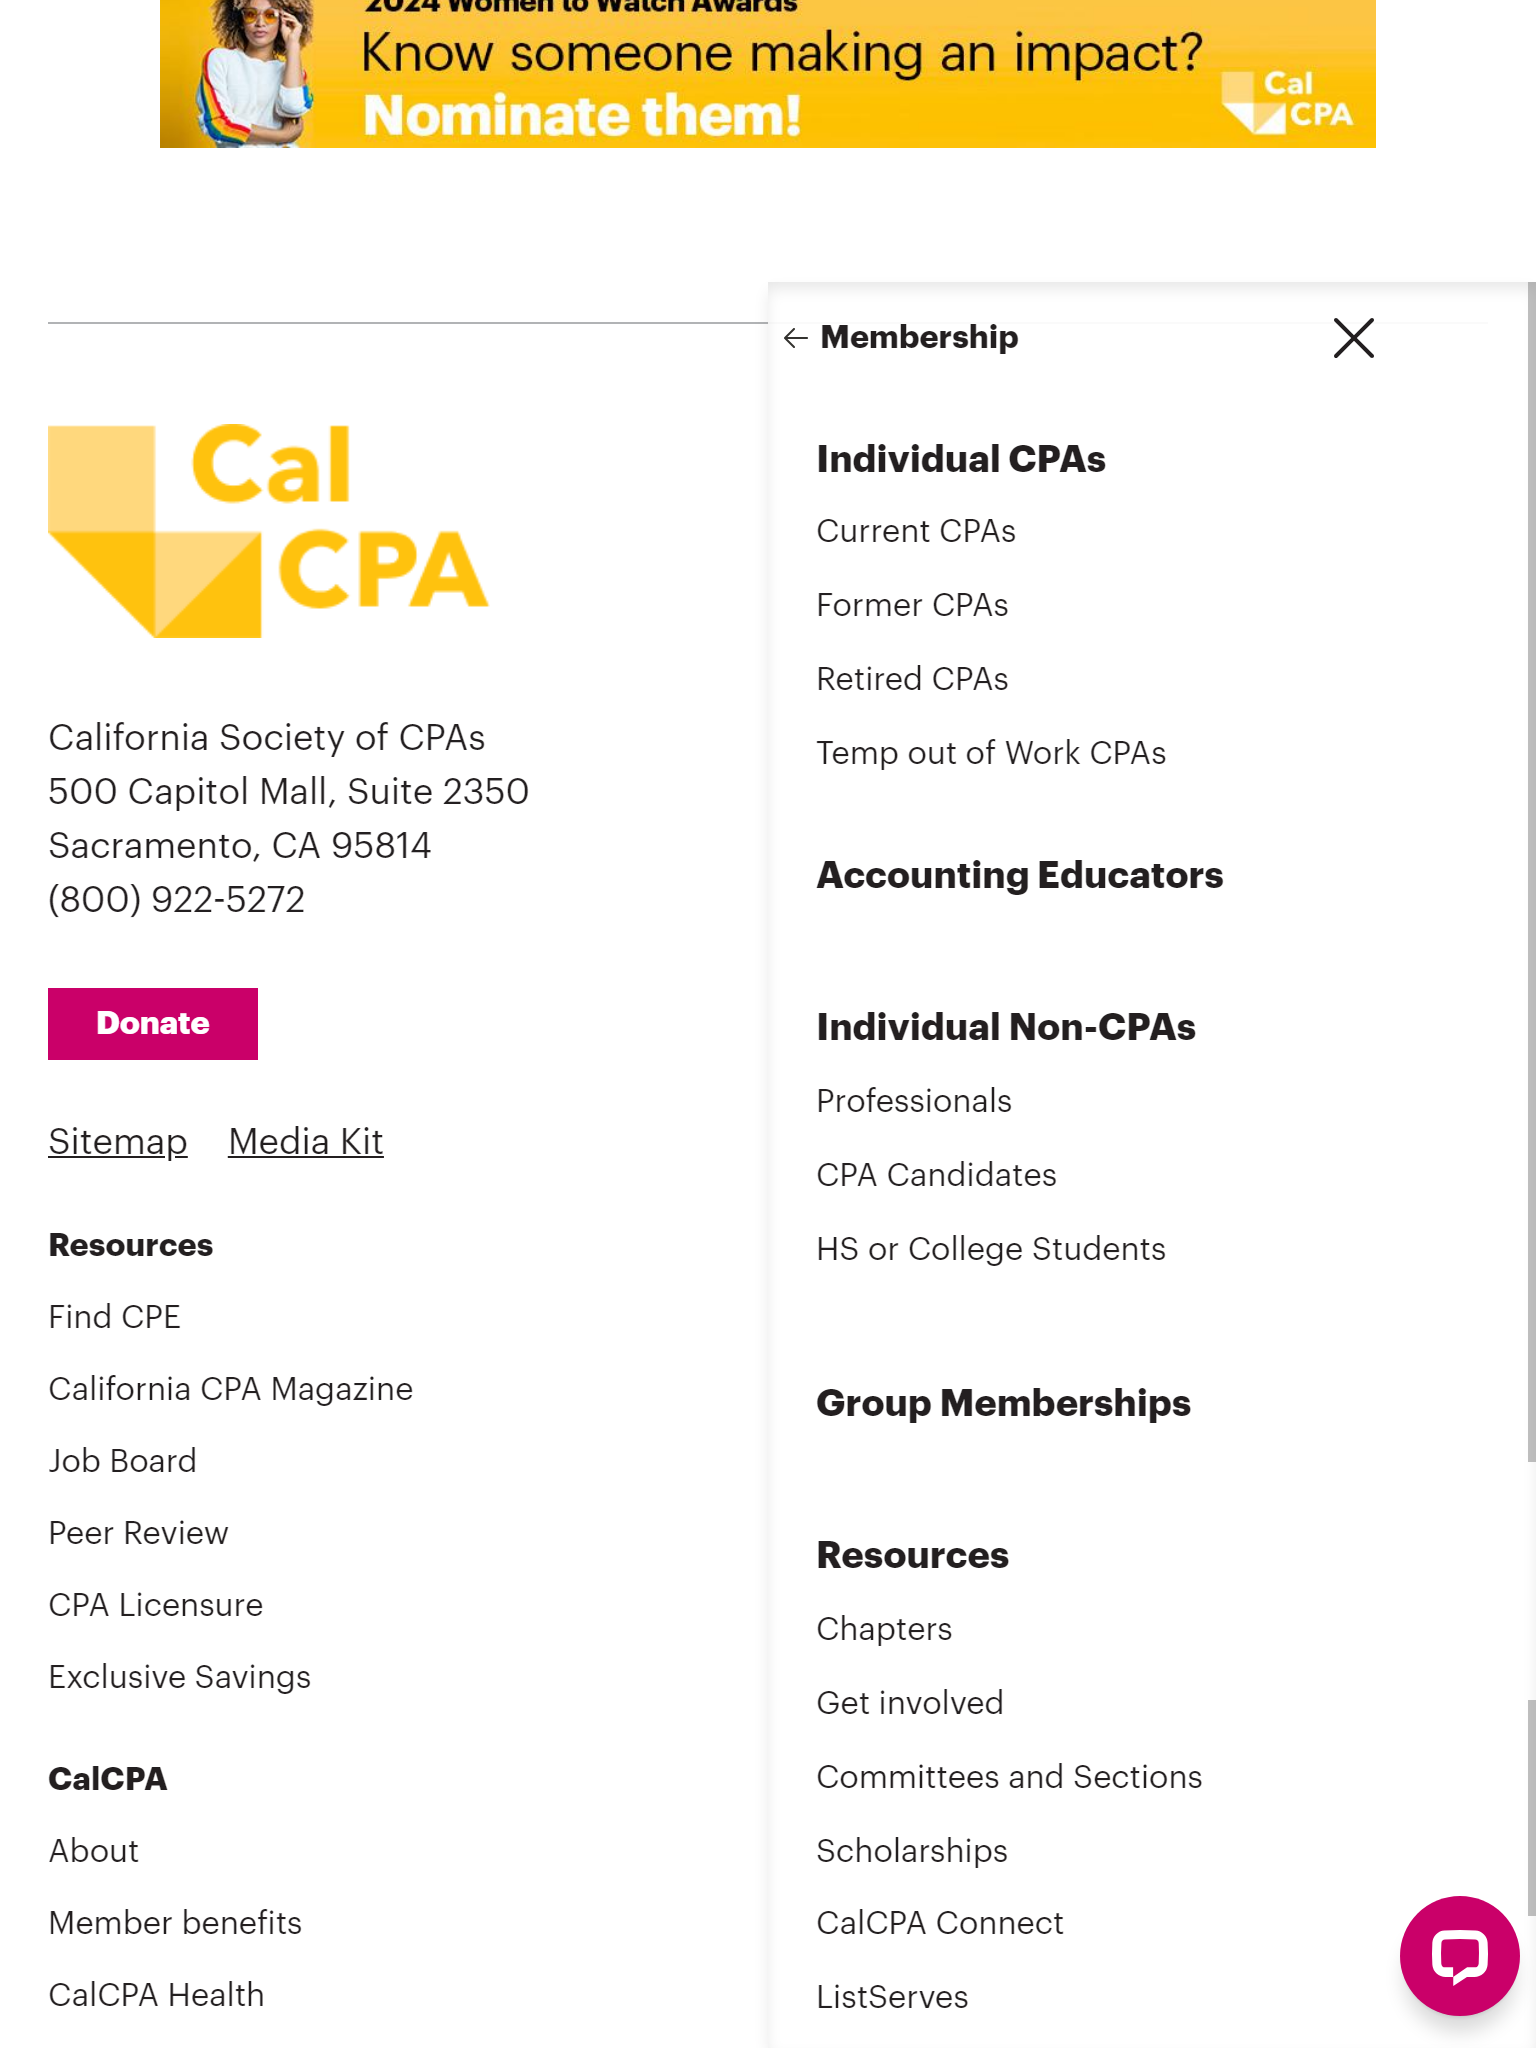 2024 Women to Watch Awards
Know someone making an impact?
Nominate them!
Cal
CPA
Cal
CPA
California Society of CPAs
500 Capitol Mall, Suite 2350
Sacramento, CA 95814
(800) 922-5272
Donate
Sitemap Media Kit
Resources
Find CPE
California CPA Magazine
Job Board
Peer Review
CPA Licensure
Exclusive Savings
CalCPA
About
Member benefits
CalCPA Health
Membership
Individual CPAs
Current CPAs
Former CPAs
Retired CPAs
Temp out of Work CPAs
Accounting Educators
Individual Non-CPAs
Professionals
CPA Candidates
HS or College Students
Group Memberships
Resources
Chapters
Get involved
Committees and Sections
Scholarships
CalCPA Connect
ListServes